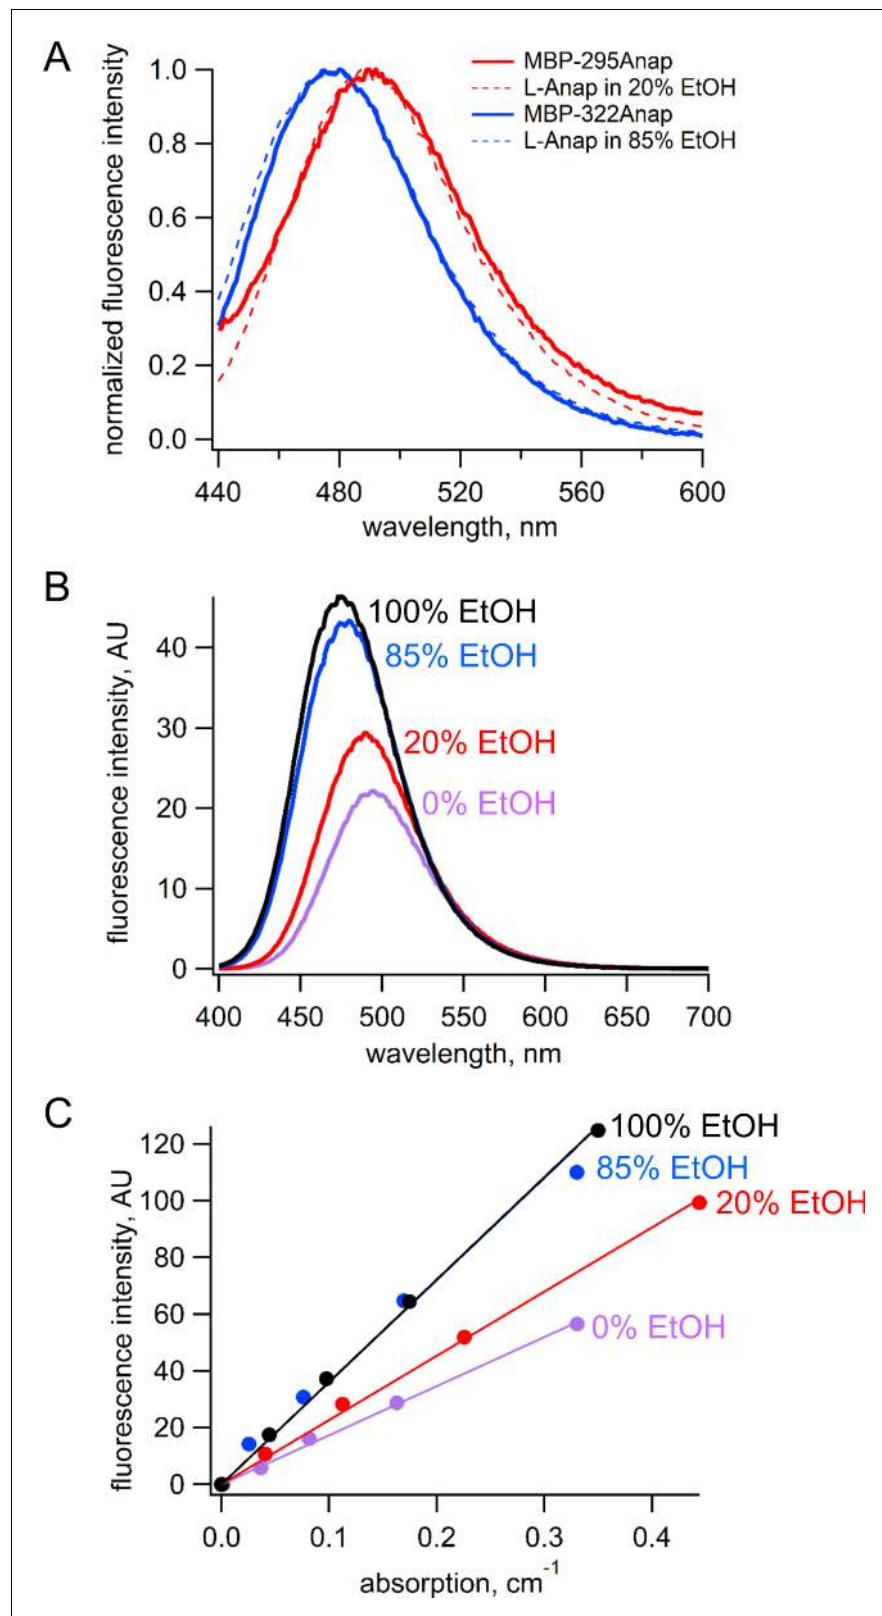 A
MBP-295Anap
L-Anap in 20% EtOH
MBP-322Anap
L-Anap in 85% EtOH
normalized fluorescence intensity
1.0
0.8
0.6
0.4
0.2
0.0
440 480 520 560 600
wavelength, nm
B
100% EtOH
85% EtOH
20% EtOH
0% EtOH
fluorescence intensity, AU
40
30
20
10
0
400 450 500 550 600 650 700
wavelength, nm
C
100% EtOH
85% EtOH
20% EtOH
0% EtOH
fluorescence intensity, AU
120
100
80
60
40
20
0
0.0 0.1 0.2 0.3 0.4
absorption, cm⁻¹